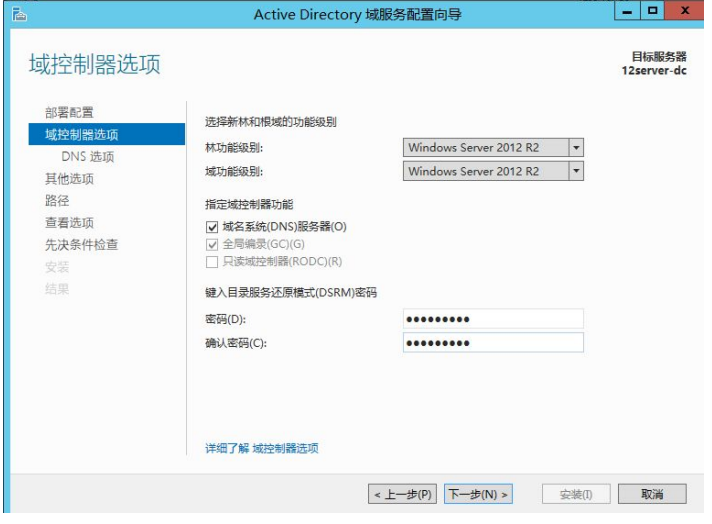 Active Directory 域服务配置向导
域控制器选项
目标服务器
12server-dc
部署配置
域控制器选项
DNS 选项
其他选项
路径
查看选项
先决条件检查
安装
结果
选择新林和根域的功能级别
林功能级别: Windows Server 2012 R2
域功能级别: Windows Server 2012 R2
指定域控制器功能
域名系统(DNS)服务器(O)
全局编录(GC)(G)
只读域控制器(RODC)(R)
键入目录服务还原模式(DSRM)密码
密码(D): ●●●●●●●●●
确认密码(C): ●●●●●●●●●
详细了解 域控制器选项
< 上一步(P) 下一步(N) > 安装(I) 取消